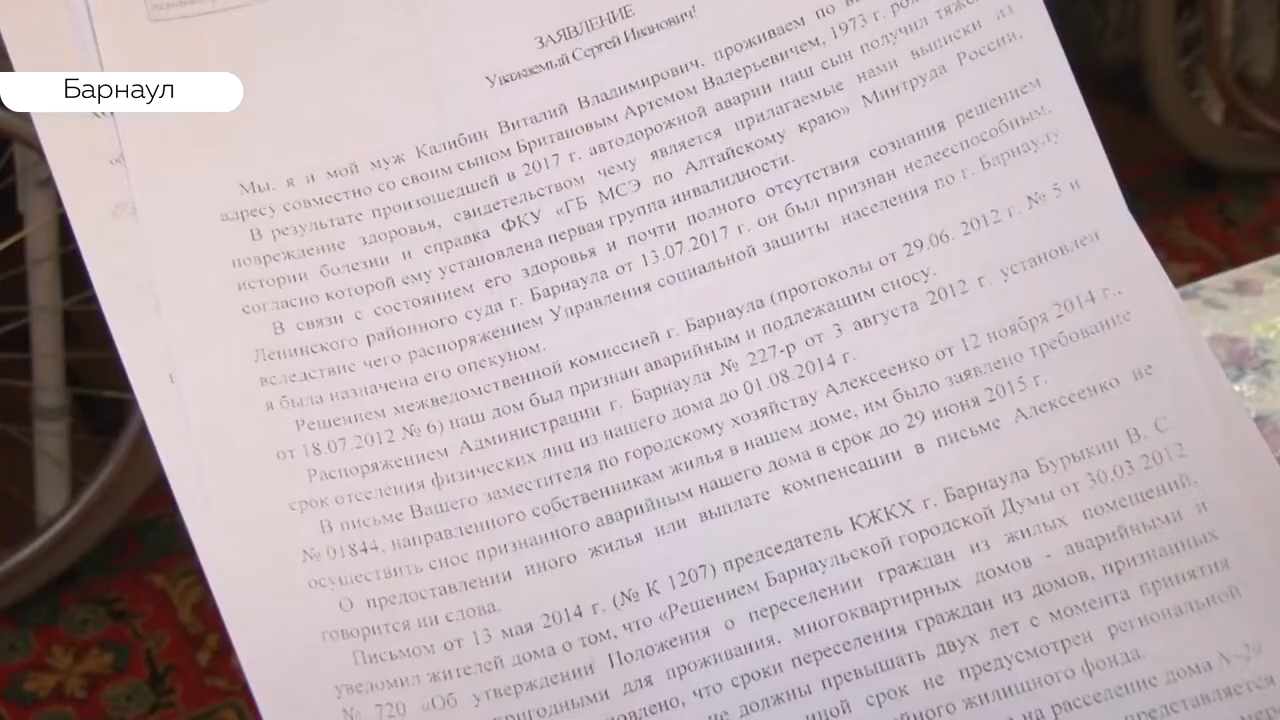 Барнаул
ЗАЯВЛЕНИЕ
Уважаемый Сергей Иванович!
Мы, я и мой муж Калибин Виталий Владимирович, проживаем по
адресу совместно со своим сыном Британовым Артемом Валерьевичем, 1973 г.
В результате произошедшей в 2017 г. автодорожной аварии наш сын получил
повреждение здоровья, свидетельством чему является прилагаемые нами выписки из
истории болезни и справка ФКУ «ГБ МСЭ по Алтайскому краю» Минтруда России,
согласно которой ему установлена первая группа инвалидности.
В связи с состоянием его здоровья и почти полного отсутствия сознания решением
Ленинского районного суда г. Барнаула от 13.07.2017 г. он был признан недееспособным,
вследствие чего распоряжением Управления социальной защиты населения по г. Барнаулу
я была назначена его опекуном.
Решением межведомственной комиссией г. Барнаула (протоколы от 29.06. 2012 г. № 5 и
от 18.07.2012 № 6) наш дом был признан аварийным и подлежащим сносу.
Распоряжением Администрации г. Барнаула № 227-р от 3 августа 2012 г. установлен
срок отселения физических лиц из нашего дома до 01.08.2014 г.
В письме Вашего заместителя по городскому хозяйству Алексеенко от 12 ноября 2014 г.,
№ 01844, направленного собственникам жилья в нашем доме, им было заявлено требование
осуществить снос признанного аварийным нашего дома в срок до 29 июня 2015 г.
О предоставлении иного жилья или выплате компенсации в письме Алексеенко не
говорится ни слова.
Письмом от 13 мая 2014 г. (№ К 1207) председатель КЖКХ г. Барнаула Бурыкин В. С.
уведомил жителей дома о том, что «Решением Барнаульской городской Думы от 30.03.2012
№ 720 «Об утверждении Положения о переселении граждан из жилых помещений,
пригодными для проживания, многоквартирных домов - аварийными и
что сроки переселения граждан из домов, признанных
не должны превышать двух лет с момента принятия
срок не предусмотрен региональной
жилищного фонда.
на расселение дома № 29
представляется